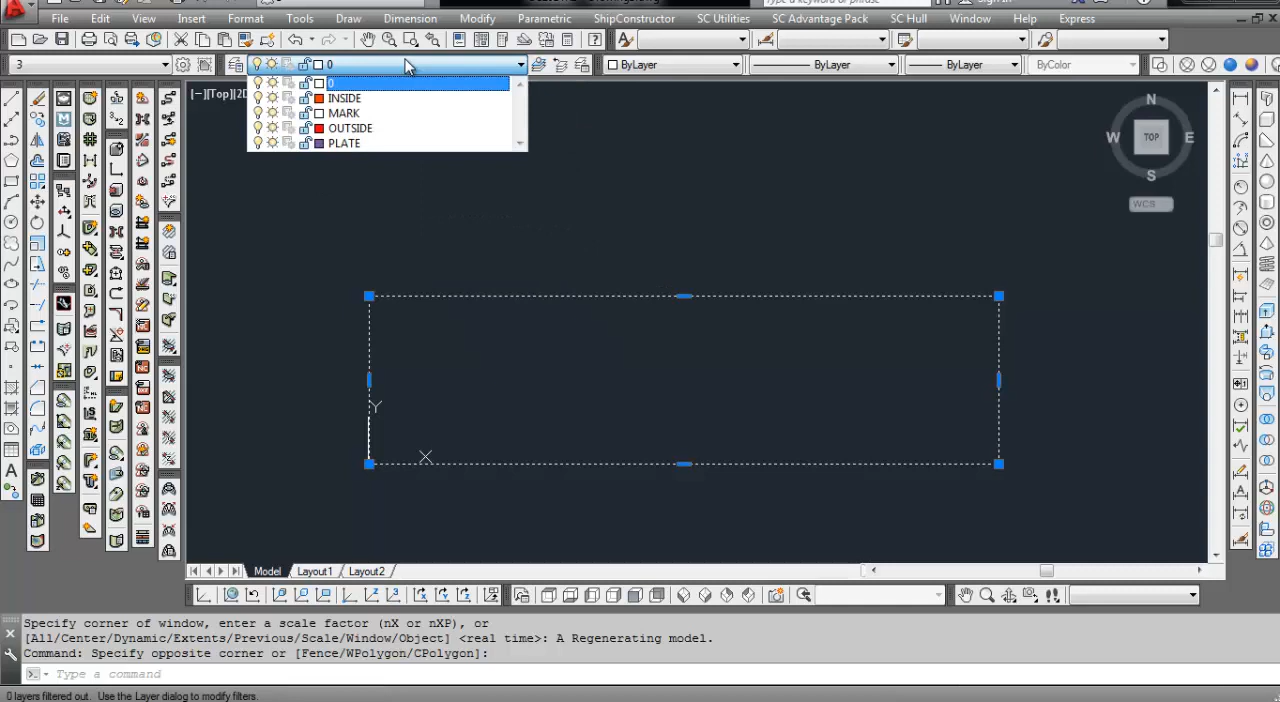 File Edit View Insert Format Tools Draw Dimension Modify Parametric ShipConstructor SC Utilities SC Advantage Pack SC Hull Window Help Express
3 0 ByLayer ByLayer ByLayer ByColor
0
INSIDE
MARK
OUTSIDE
PLATE
[−][Top][2D
N
W TOP E
S
WCS
Y
X
Model Layout1 Layout2
Specify corner of window, enter a scale factor (nX or nXP), or
[All/Center/Dynamic/Extents/Previous/Scale/Window/Object] <real time>: A Regenerating model.
Command: Specify opposite corner or [Fence/WPolygon/CPolygon]:
Type a command
0 layers filtered out. Use the Layer dialog to modify filters.